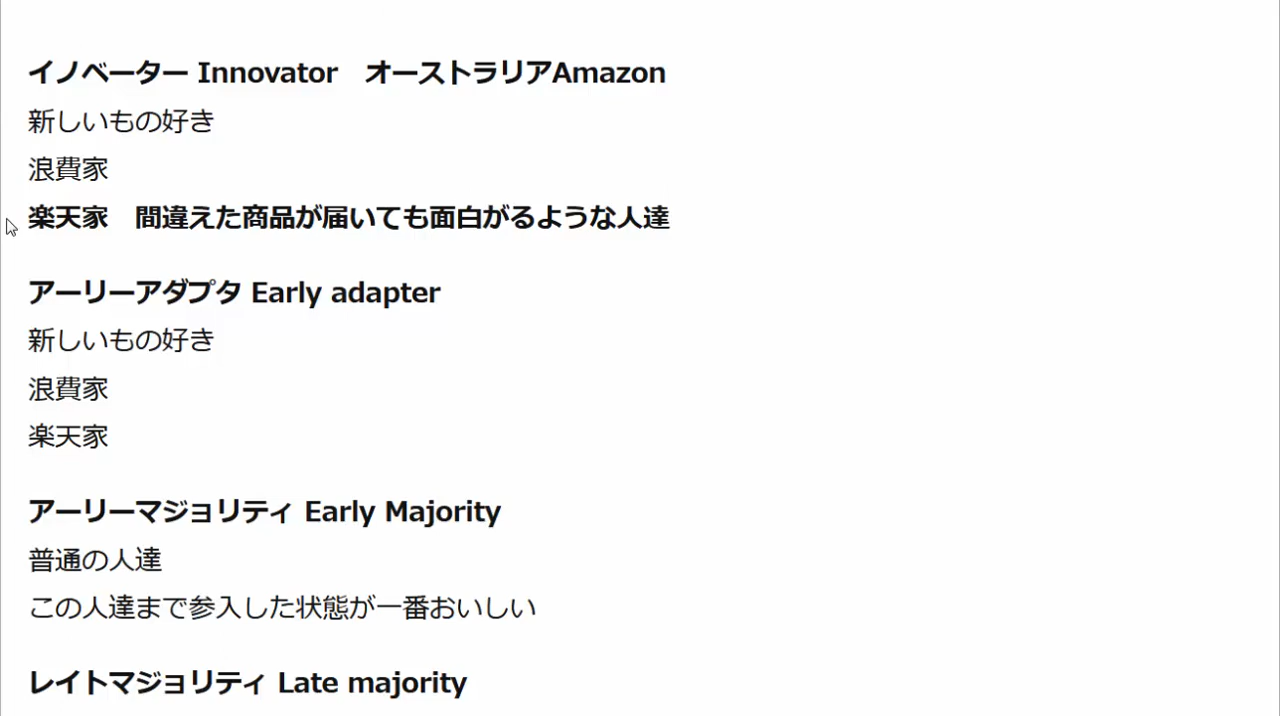 イノベーター Innovator　オーストラリアAmazon
新しいもの好き
浪費家
楽天家　間違えた商品が届いても面白がるような人達
アーリーアダプタ Early adapter
新しいもの好き
浪費家
楽天家
アーリーマジョリティ Early Majority
普通の人達
この人達まで参入した状態が一番おいしい
レイトマジョリティ Late majority